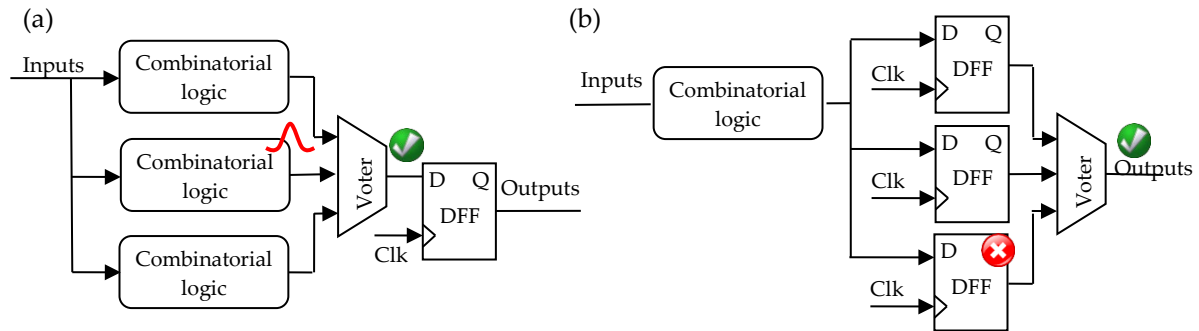 (a)
Inputs
Combinatorial
logic
Combinatorial
logic
Combinatorial
logic
Voter
D Q
DFF
Clk
Outputs
(b)
Inputs
Combinatorial
logic
D Q
DFF
Clk
D Q
DFF
Clk
D
DFF
Clk
Voter
Outputs